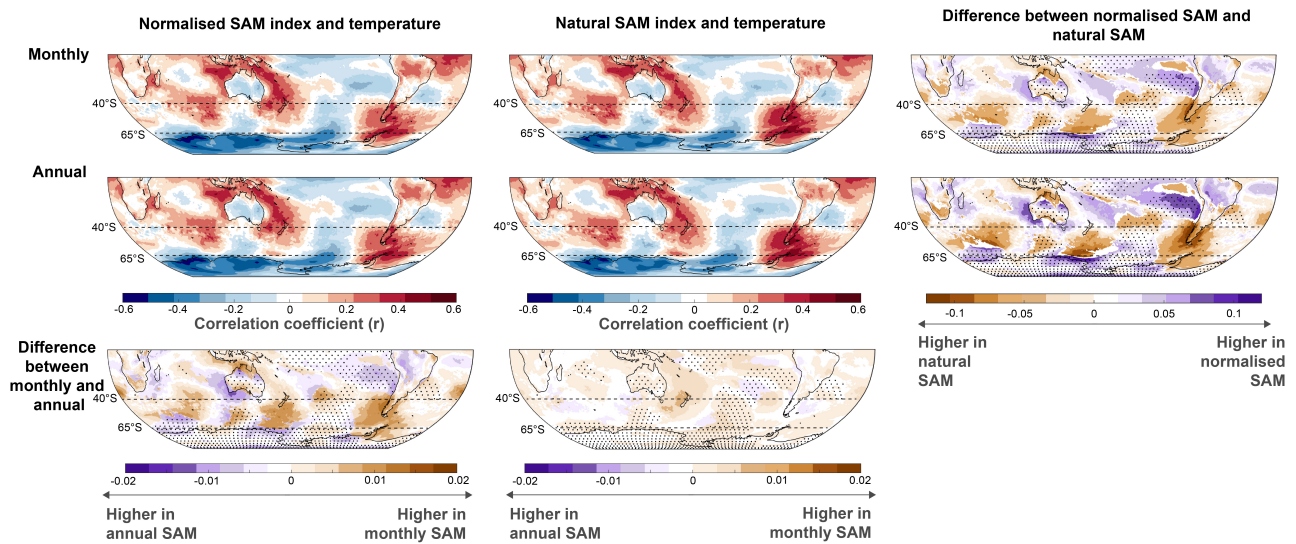 Normalised SAM index and temperature
Natural SAM index and temperature
Difference between normalised SAM and
natural SAM
Monthly
40°S
65°S
40°S
65°S
40°S
65°S
Annual
40°S
65°S
40°S
65°S
40°S
65°S
-0.6 -0.4 -0.2 0 0.2 0.4 0.6
Correlation coefficient (r)
-0.6 -0.4 -0.2 0 0.2 0.4 0.6
Correlation coefficient (r)
-0.1 -0.05 0 0.05 0.1
Higher in
natural
SAM
Higher in
normalised
SAM
Difference
between
monthly and
annual
40°S
65°S
40°S
65°S
-0.02 -0.01 0 0.01 0.02
Higher in
annual SAM
Higher in
monthly SAM
-0.02 -0.01 0 0.01 0.02
Higher in
annual SAM
Higher in
monthly SAM